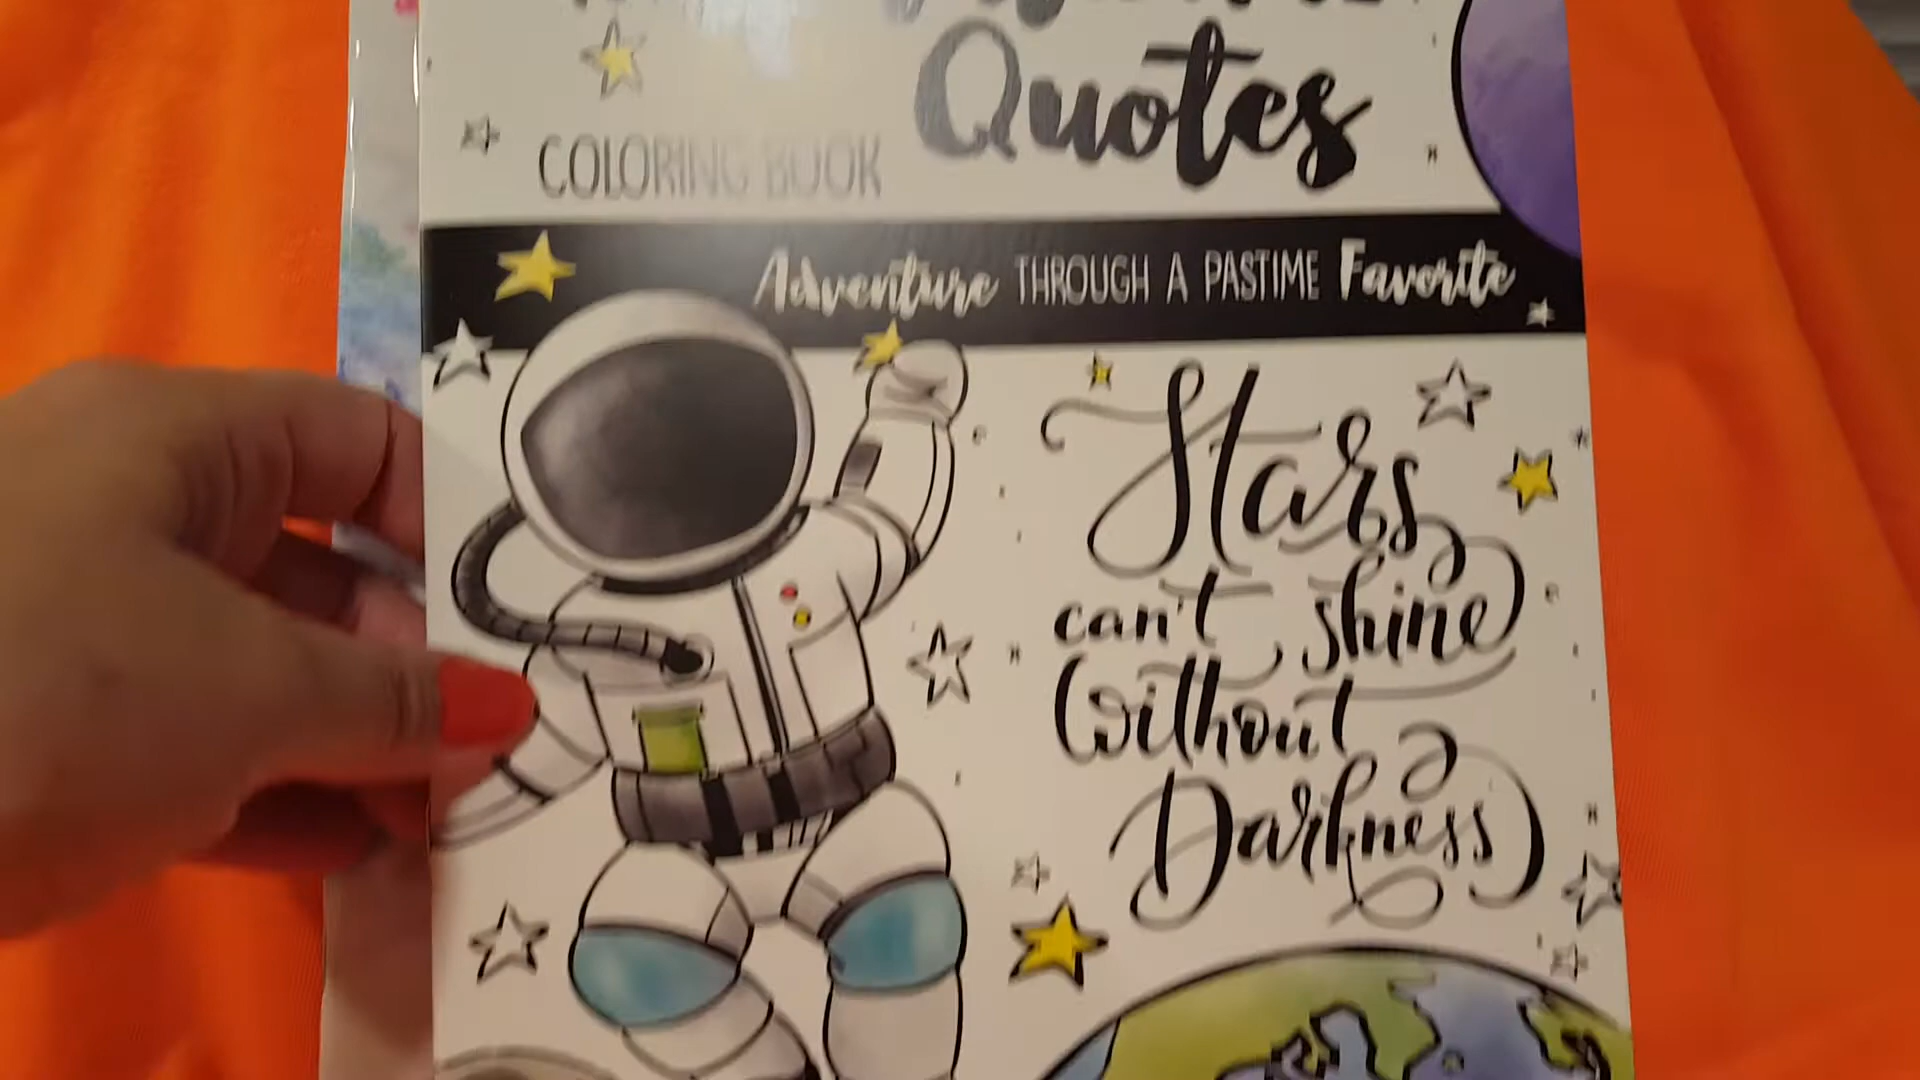 Quotes
COLORING BOOK
Adventure THROUGH A PASTIME Favorite
Stars
can't shine
Without
Darkness